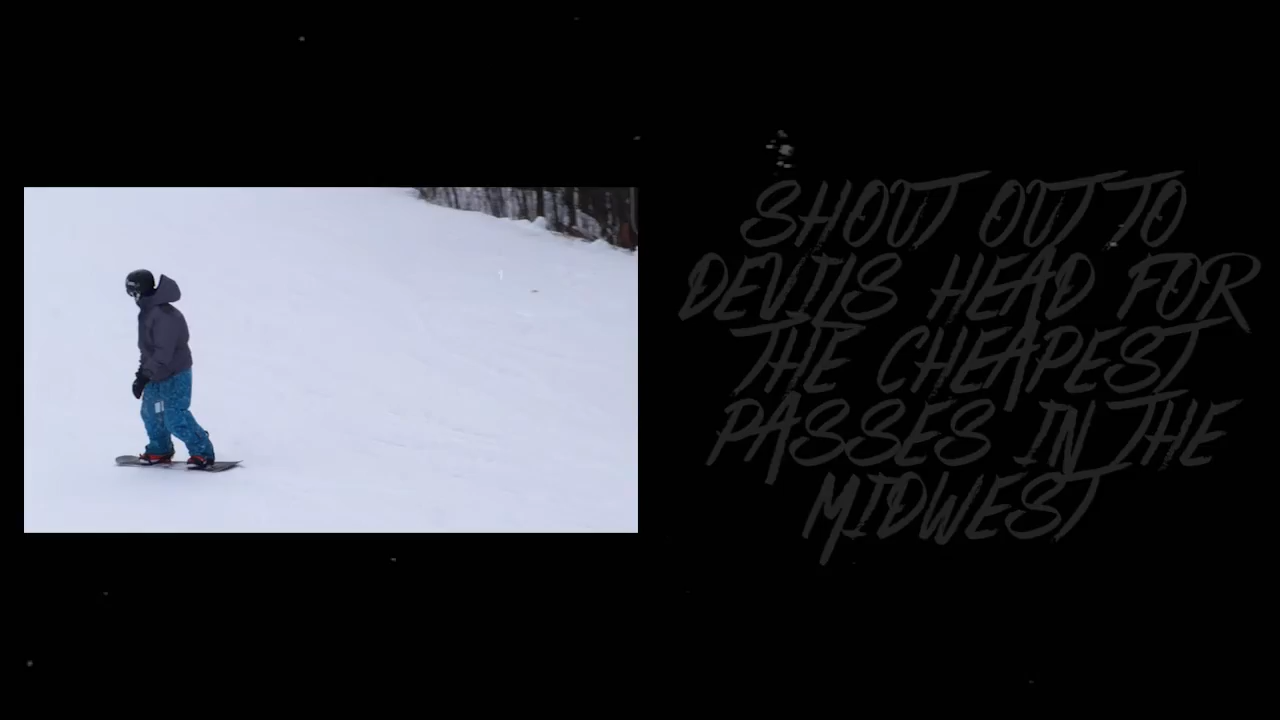 SHOUT OUT TO
DEVILS HEAD FOR
THE CHEAPEST
PASSES IN THE
MIDWEST